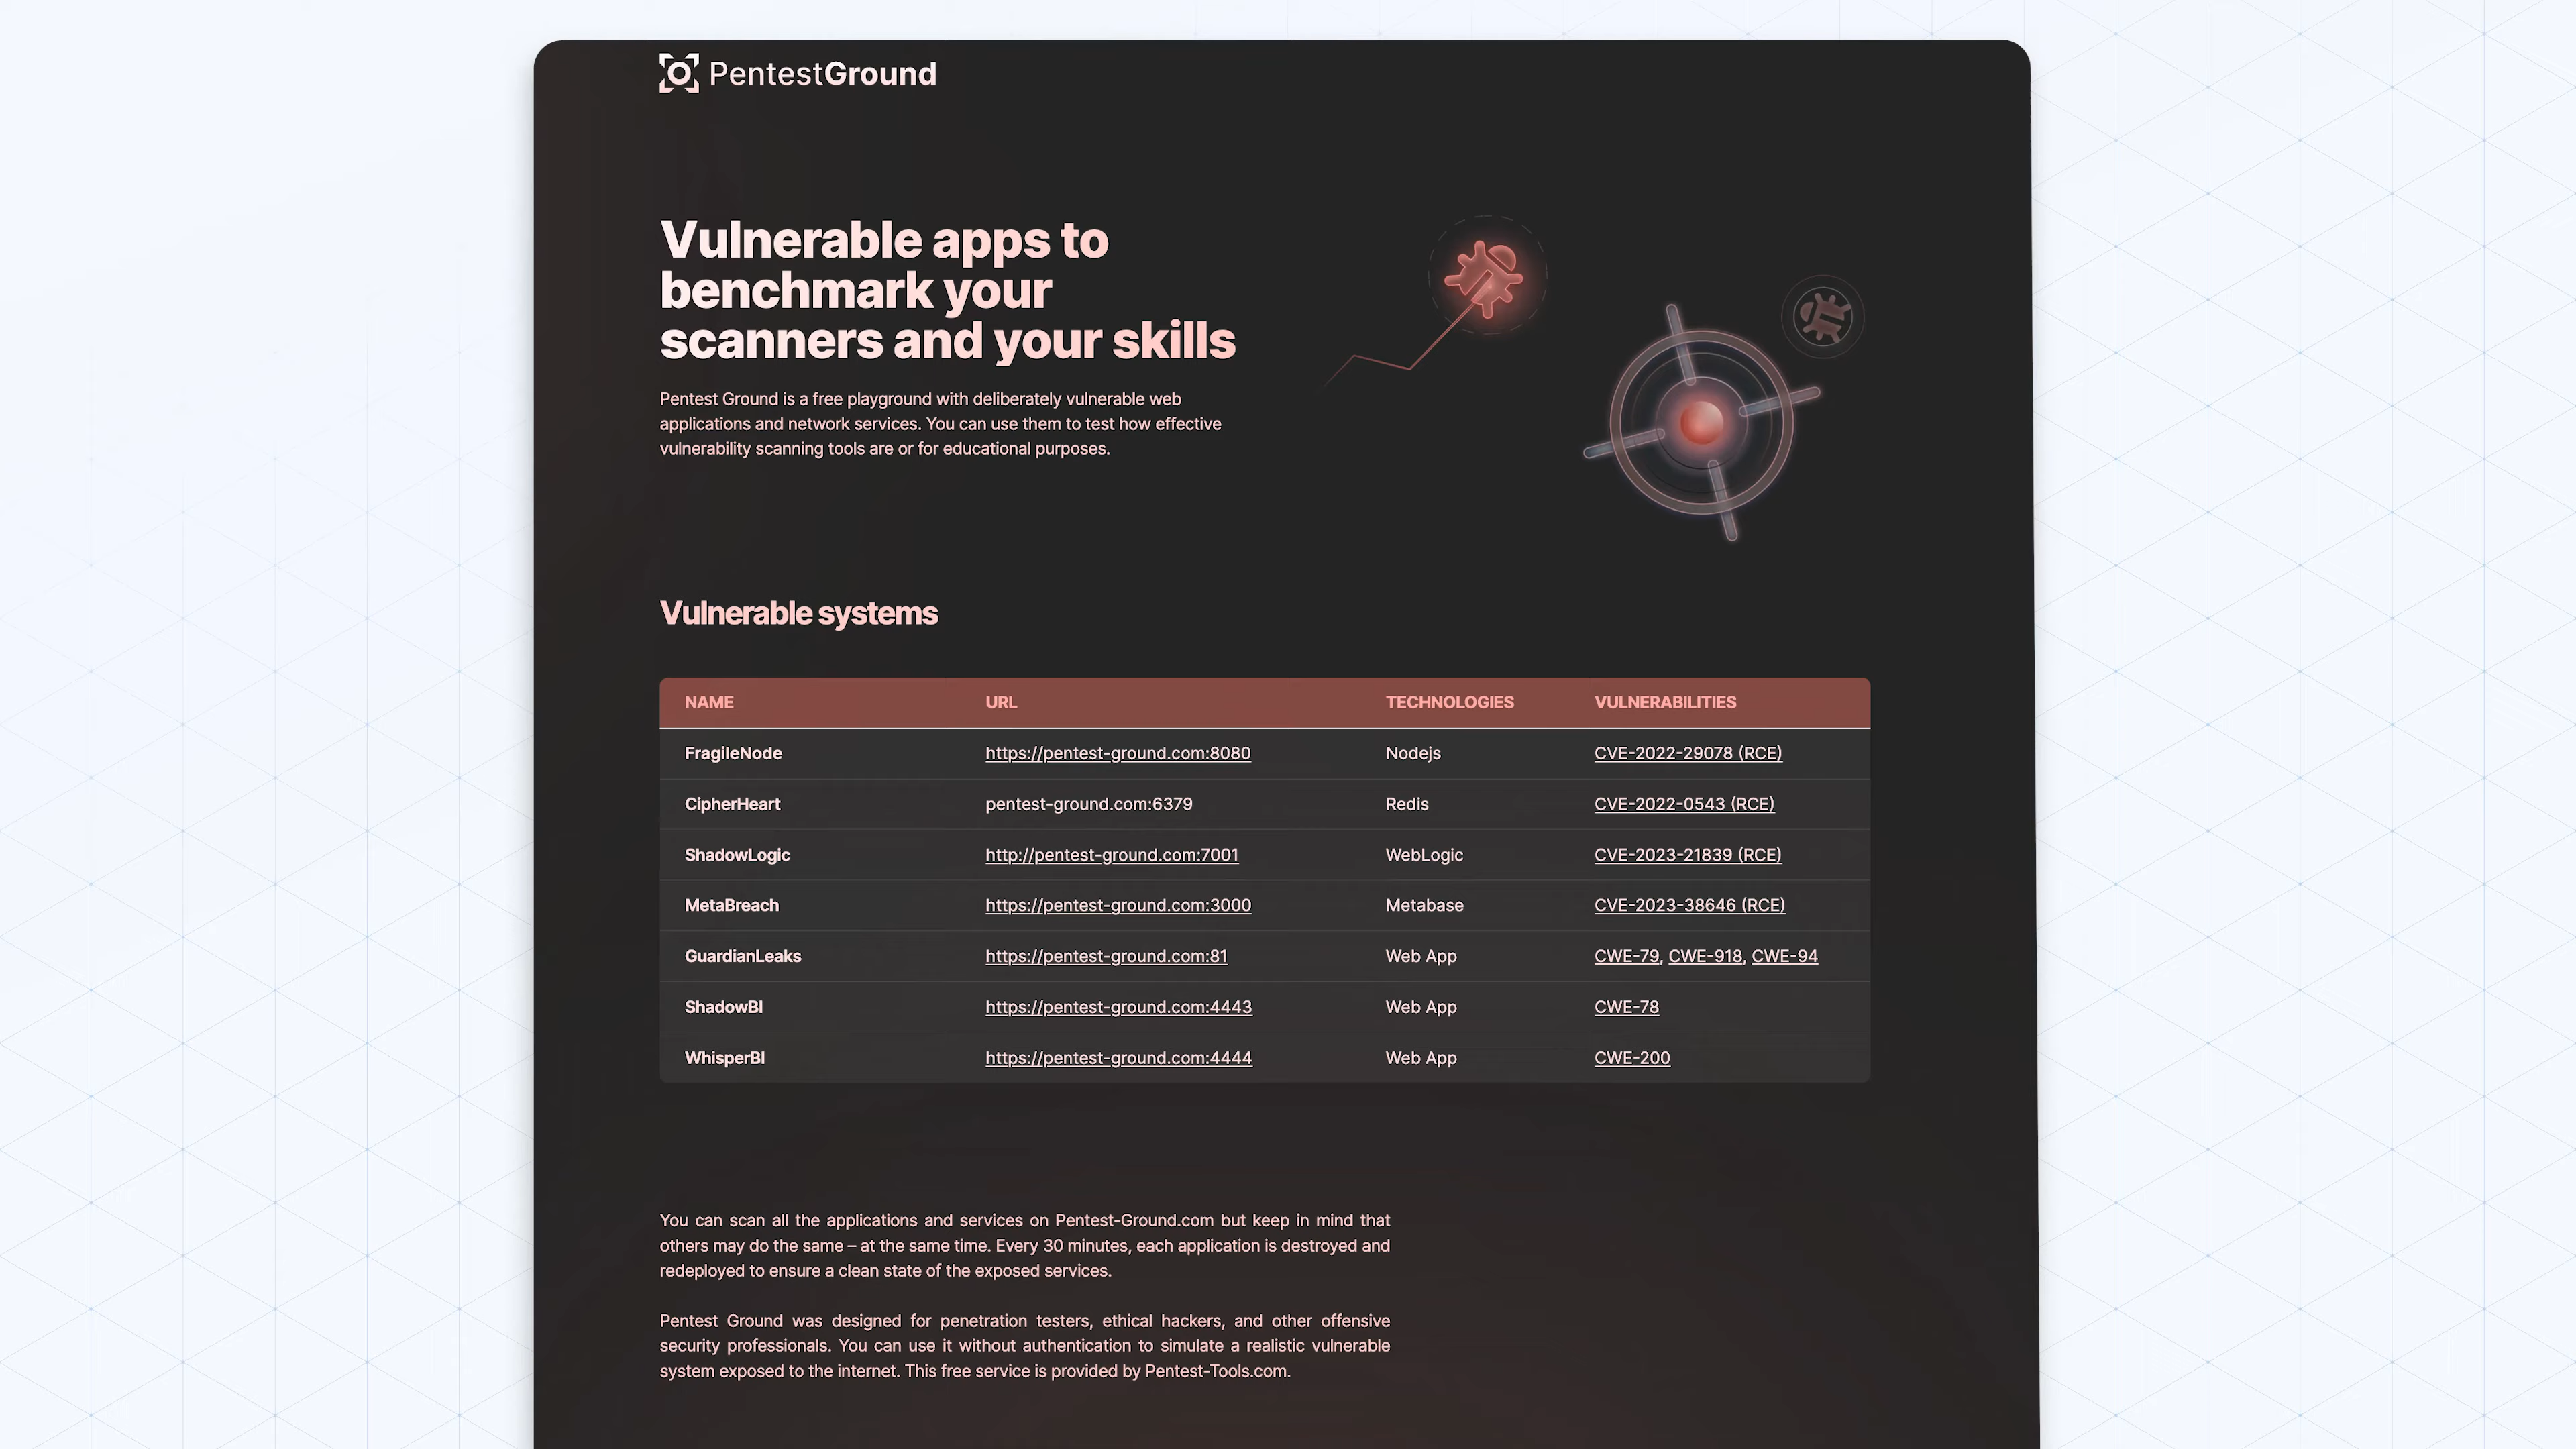 PentestGround
Vulnerable apps to
benchmark your
scanners and your skills
Pentest Ground is a free playground with deliberately vulnerable web
applications and network services. You can use them to test how effective
vulnerability scanning tools are or for educational purposes.
Vulnerable systems
NAME URL TECHNOLOGIES VULNERABILITIES
FragileNode https://pentest-ground.com:8080 Nodejs CVE-2022-29078 (RCE)
CipherHeart pentest-ground.com:6379 Redis CVE-2022-0543 (RCE)
ShadowLogic http://pentest-ground.com:7001 WebLogic CVE-2023-21839 (RCE)
MetaBreach https://pentest-ground.com:3000 Metabase CVE-2023-38646 (RCE)
GuardianLeaks https://pentest-ground.com:81 Web App CWE-79, CWE-918, CWE-94
ShadowBI https://pentest-ground.com:4443 Web App CWE-78
WhisperBI https://pentest-ground.com:4444 Web App CWE-200
You can scan all the applications and services on Pentest-Ground.com but keep in mind that
others may do the same – at the same time. Every 30 minutes, each application is destroyed and
redeployed to ensure a clean state of the exposed services.
Pentest Ground was designed for penetration testers, ethical hackers, and other offensive
security professionals. You can use it without authentication to simulate a realistic vulnerable
system exposed to the internet. This free service is provided by Pentest-Tools.com.